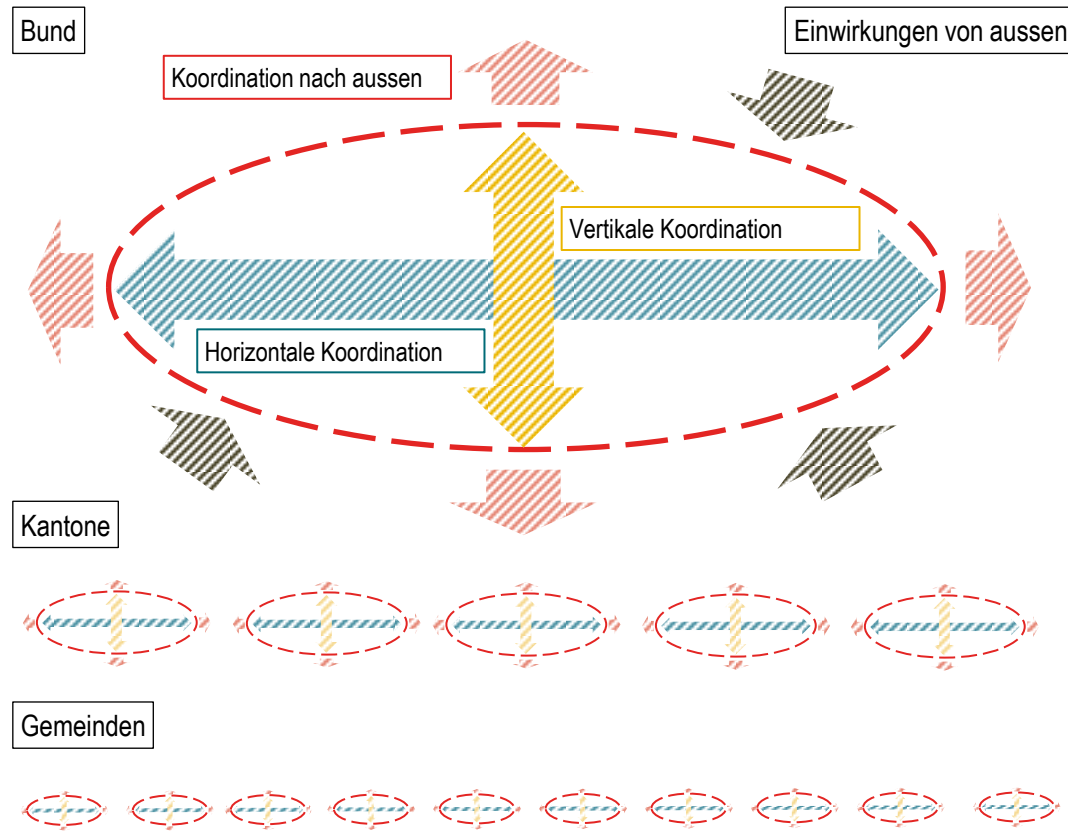 Bund
Einwirkungen von aussen
Koordination nach aussen
Vertikale Koordination
Horizontale Koordination
Kantone
Gemeinden